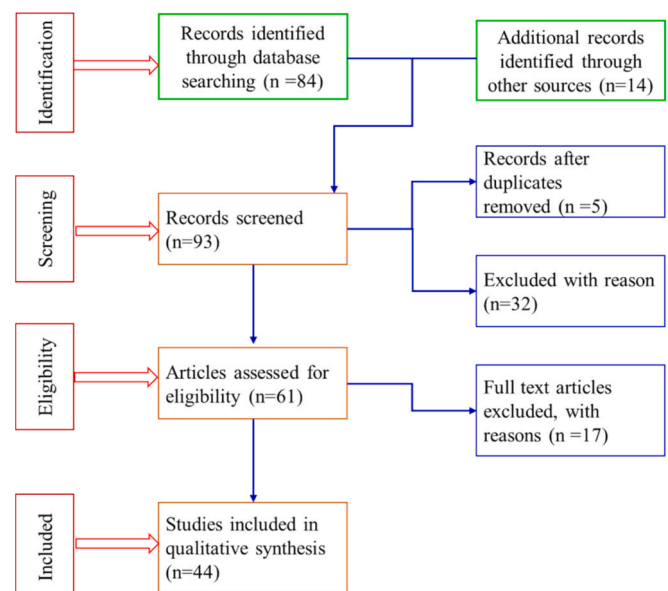 Identification
Records identified
through database
searching (n =84)
Additional records
identified through
other sources (n=14)
Screening
Records screened
(n=93)
Records after
duplicates
removed (n =5)
Excluded with reason
(n=32)
Eligibility
Articles assessed for
eligibility (n=61)
Full text articles
excluded, with
reasons (n =17)
Included
Studies included in
qualitative synthesis
(n=44)